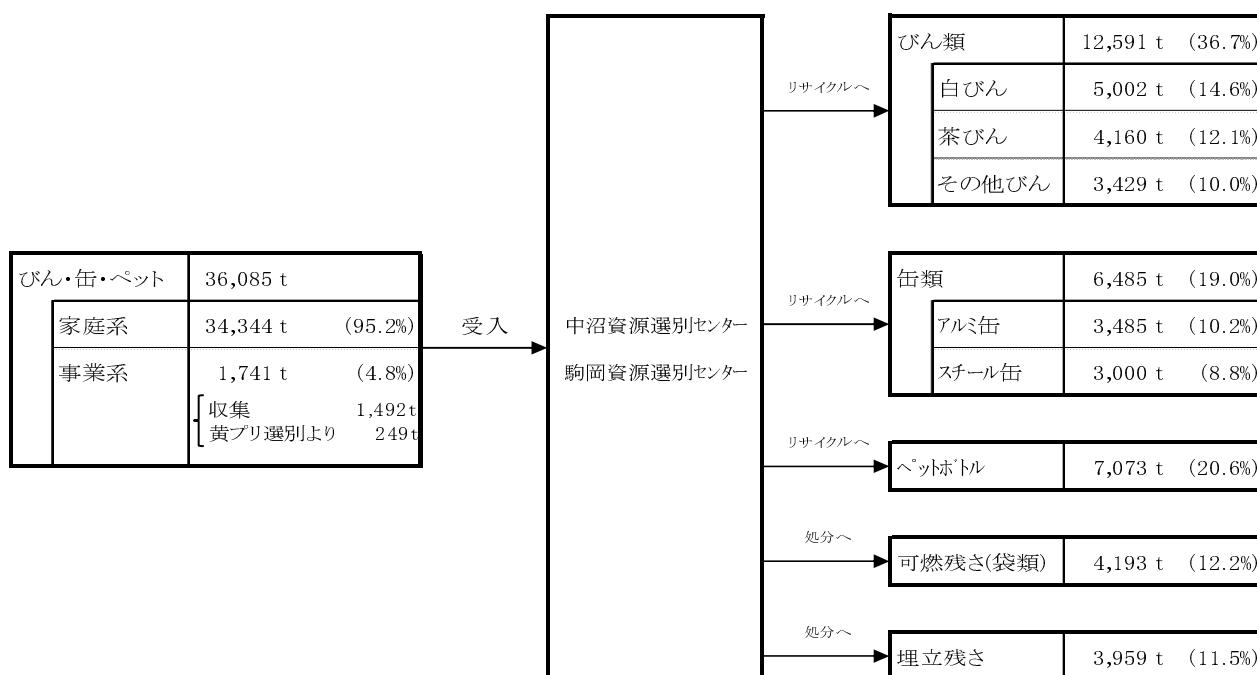 びん・缶・ペット 36,085 t
家庭系 34,344 t (95.2%)
事業系 1,741 t (4.8%)
収集 1,492t
黄プリ選別より 249t
受入
中沼資源選別センター
駒岡資源選別センター
リサイクルへ
びん類 12,591 t (36.7%)
白びん 5,002 t (14.6%)
茶びん 4,160 t (12.1%)
その他びん 3,429 t (10.0%)
リサイクルへ
缶類 6,485 t (19.0%)
アルミ缶 3,485 t (10.2%)
スチール缶 3,000 t (8.8%)
リサイクルへ
ペットボトル 7,073 t (20.6%)
処分へ
可燃残さ(袋類) 4,193 t (12.2%)
処分へ
埋立残さ 3,959 t (11.5%)